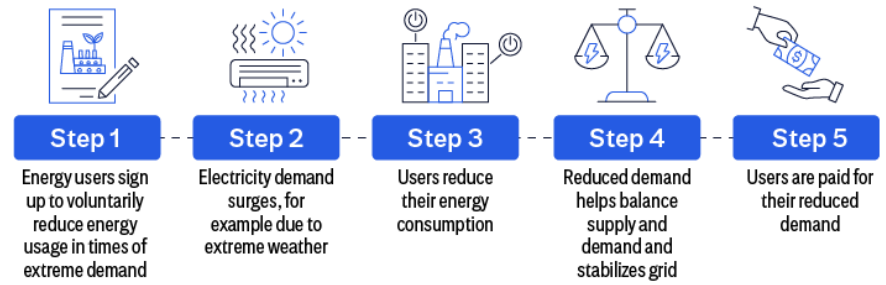 Step 1
Energy users sign
up to voluntarily
reduce energy
usage in times of
extreme demand
Step 2
Electricity demand
surges, for
example due to
extreme weather
Step 3
Users reduce
their energy
consumption
Step 4
Reduced demand
helps balance
supply and
demand and
stabilizes grid
Step 5
Users are paid for
their reduced
demand